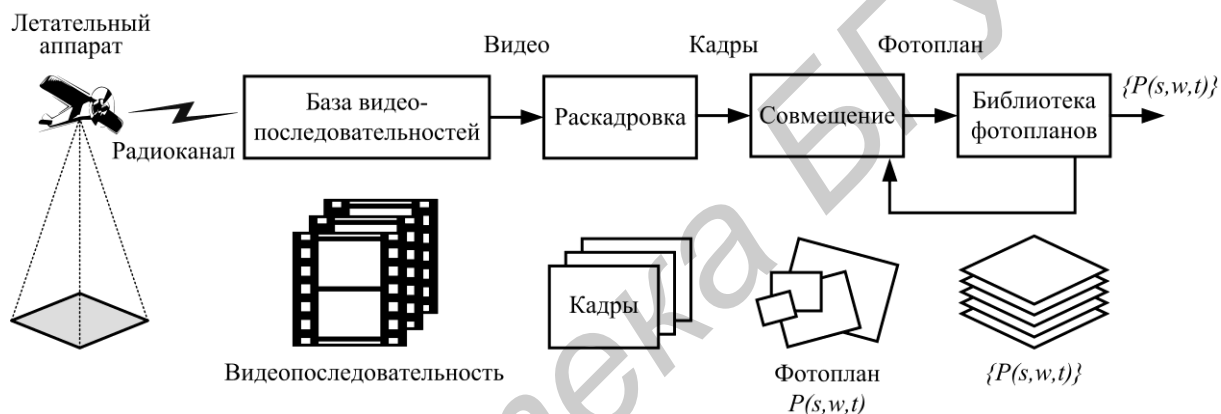 Летательный
аппарат
Видео
Кадры
Фотоплан
База видео-
последовательностей
Раскадровка
Совмещение
Библиотека
фотопланов
{P(s,w,t)}
Радиоканал
Кадры
Видеопоследовательность
Фотоплан
P(s,w,t)
{P(s,w,t)}